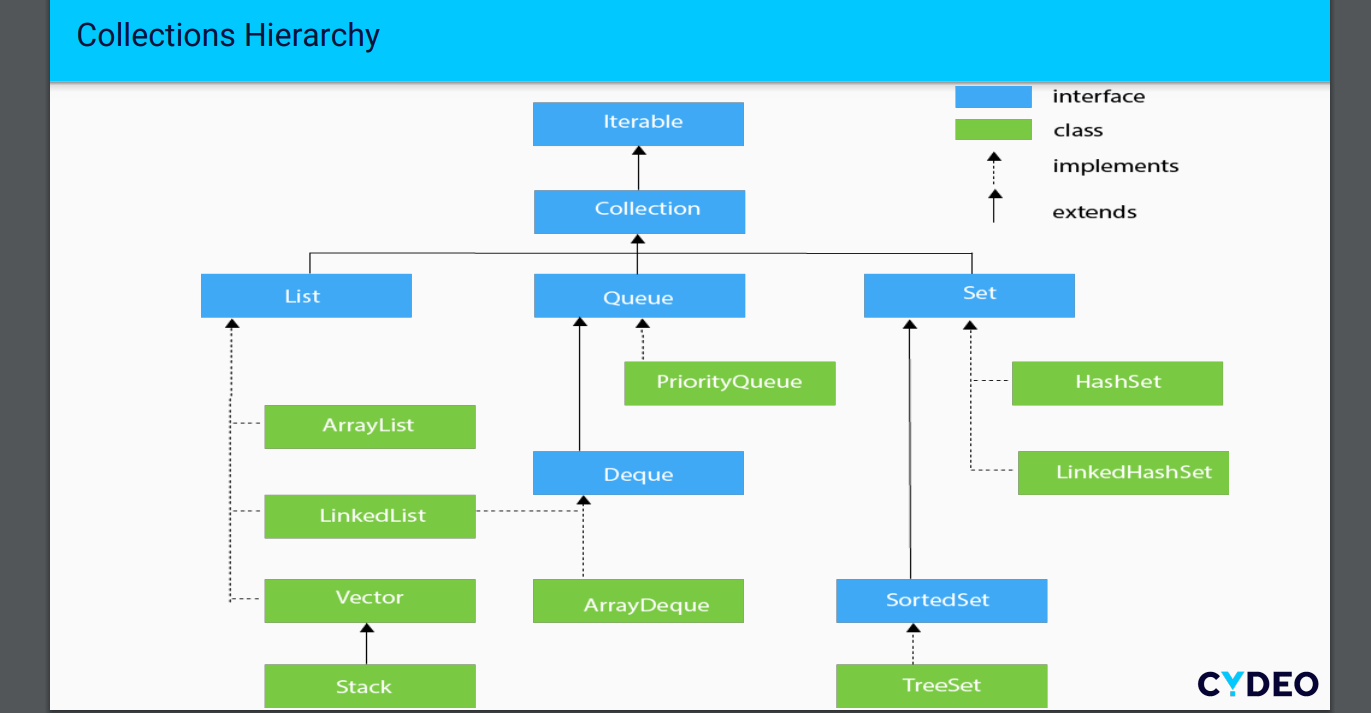 Collections Hierarchy
interface
class
implements
extends
Iterable
Collection
List
Queue
Set
PriorityQueue
HashSet
ArrayList
Deque
LinkedHashSet
LinkedList
Vector
ArrayDeque
SortedSet
Stack
TreeSet
CYDEO